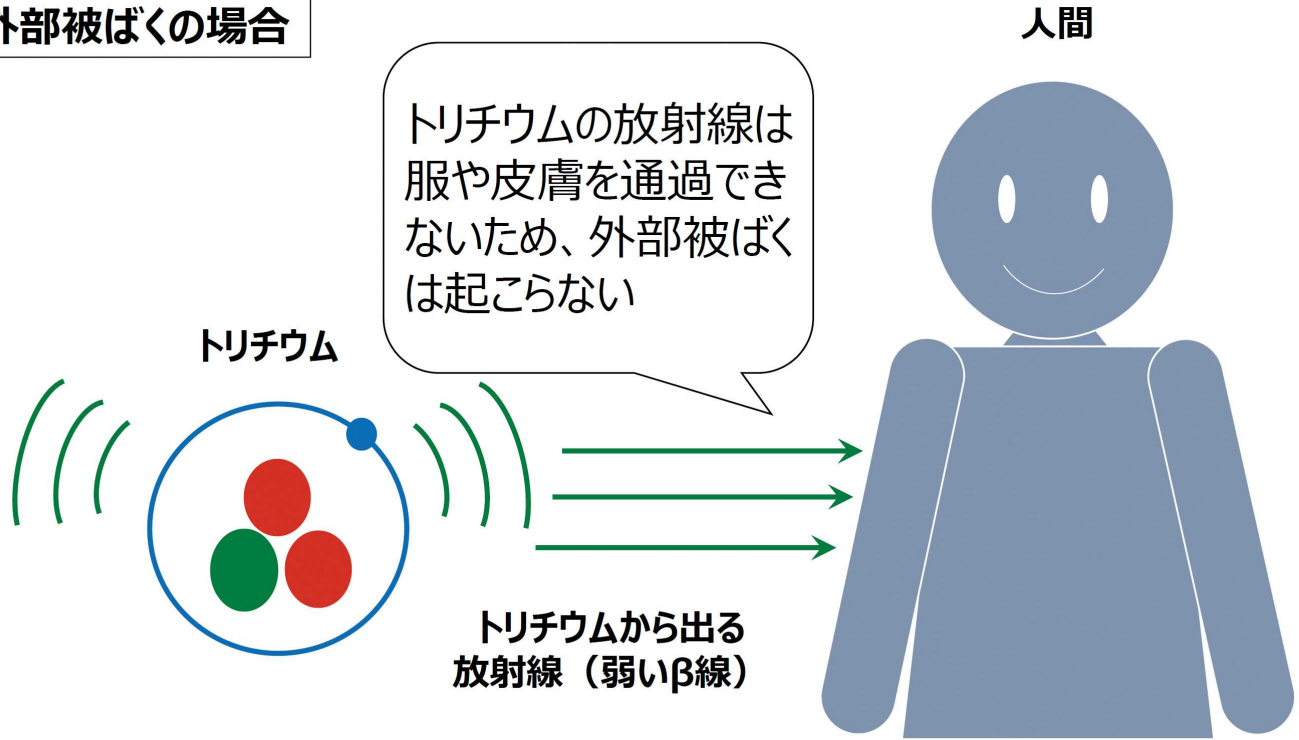 外部被ばくの場合
人間
トリチウムの放射線は
服や皮膚を通過でき
ないため、外部被ばく
は起こらない
トリチウム
トリチウムから出る
放射線（弱いβ線）